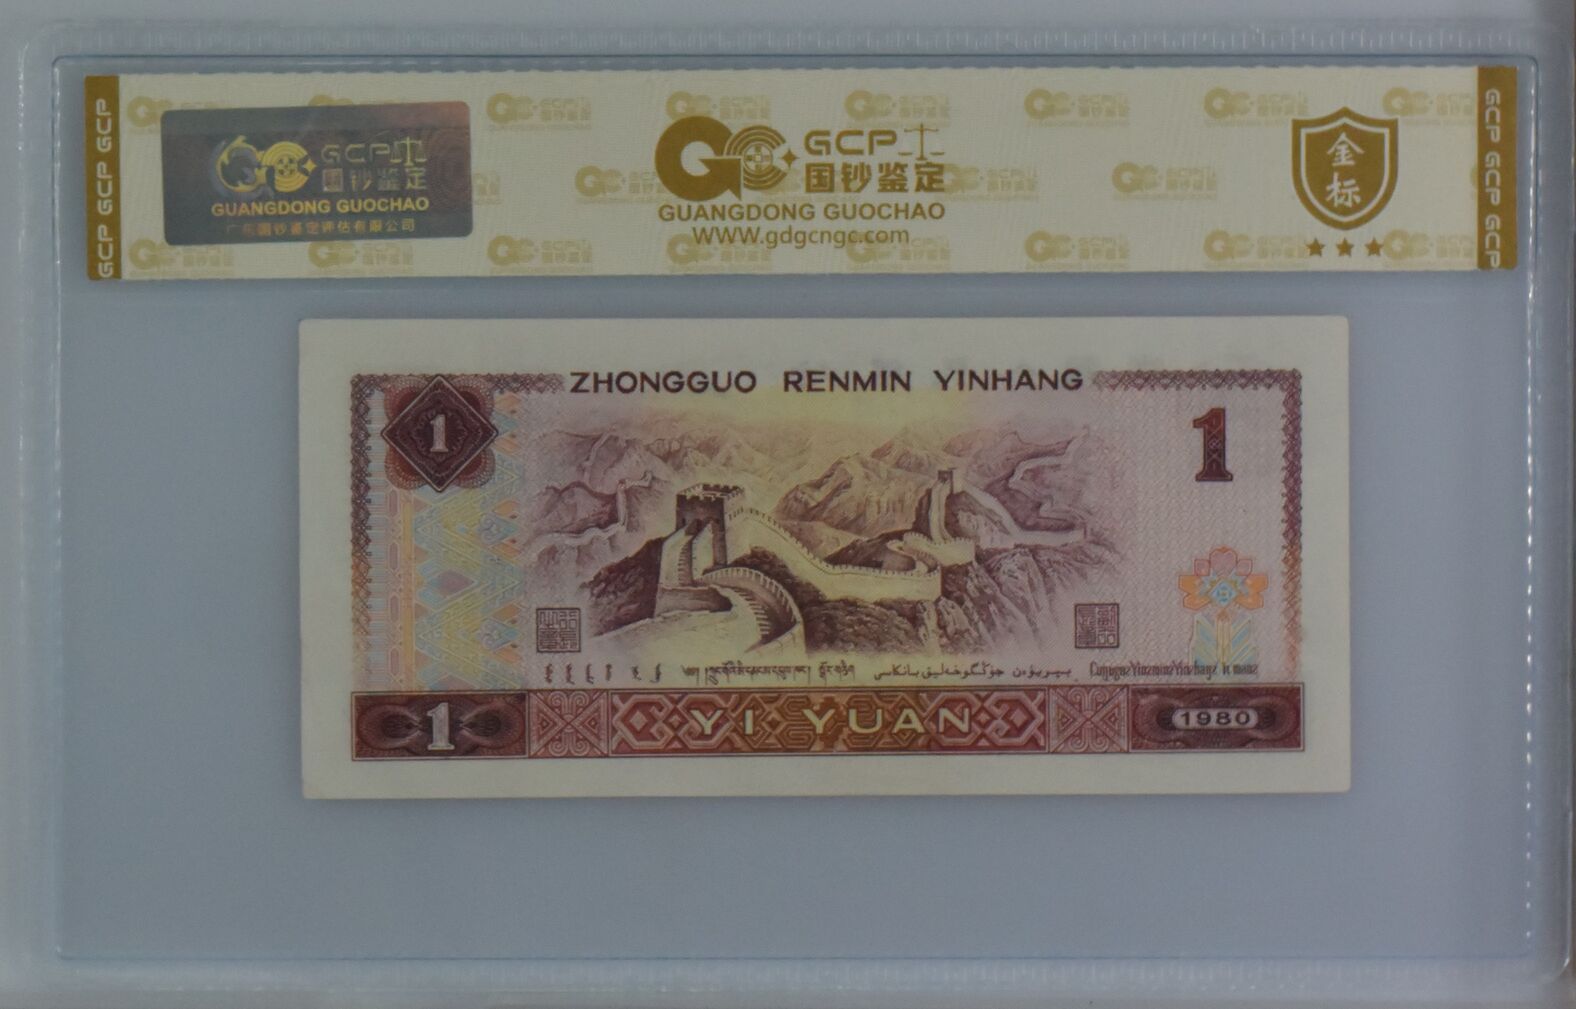 GCP GCP GCP
GCP
国钞鉴定
GUANGDONG GUOCHAO
广东国钞鉴定评估有限公司
GCP
国钞鉴定
GUANGDONG GUOCHAO
WWW.gdgcngc.com
金标
GCP GCP GCP
ZHONGGUO RENMIN YINHANG
1
1
1
YI YUAN
1980